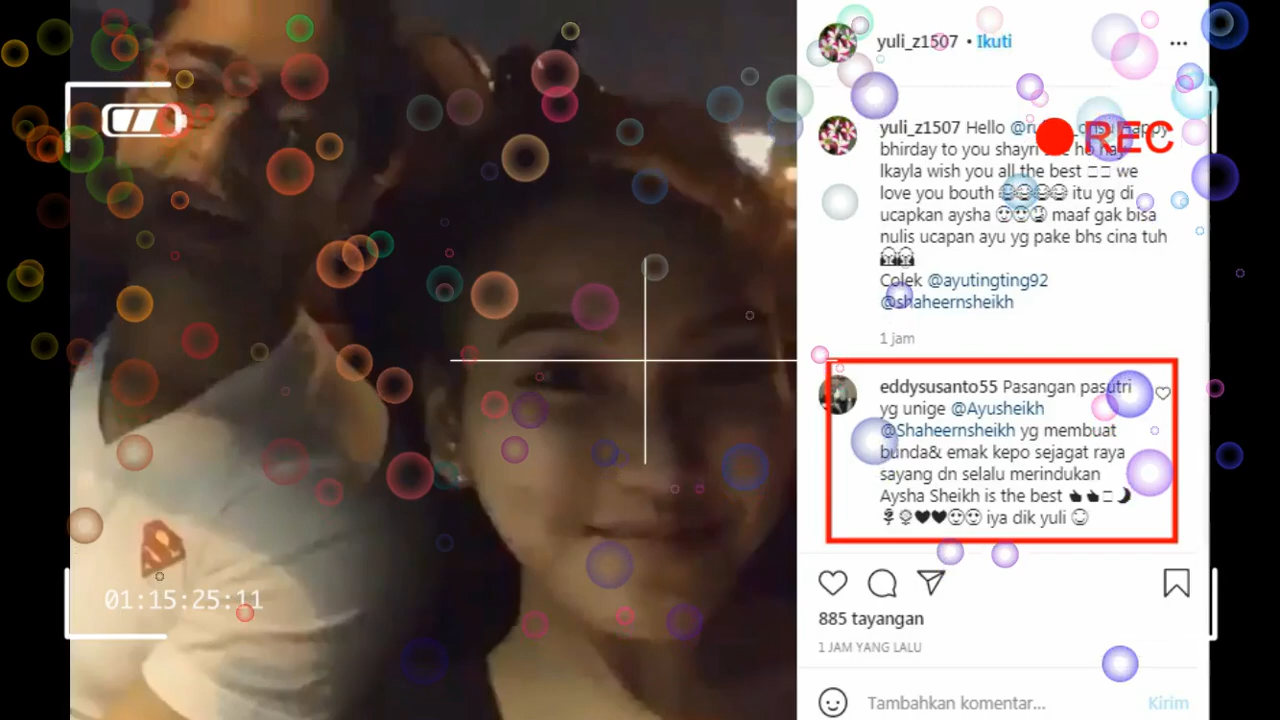 yuli_z1507 • Ikuti
REC
yuli_z1507 Hello
bhirday to you shayri
Ikayla wish you all the best we
love you bouth 😂😂😂😂 itu yg di
ucapkan aysha maaf gak bisa
nulis ucapan ayu yg pake bhs cina tuh
Colek @ayutingting92
@shaheernsheikh
1 jam
eddysusanto55 Pasangan pasutri
yg unige @Ayusheikh
@Shaheernsheikh yg membuat
bunda& emak kepo sejagat raya
sayang dn selalu merindukan
Aysha Sheikh is the best
iya dik yuli
885 tayangan
1 JAM YANG LALU
Tambahkan komentar... Kirim
01:15:25:11